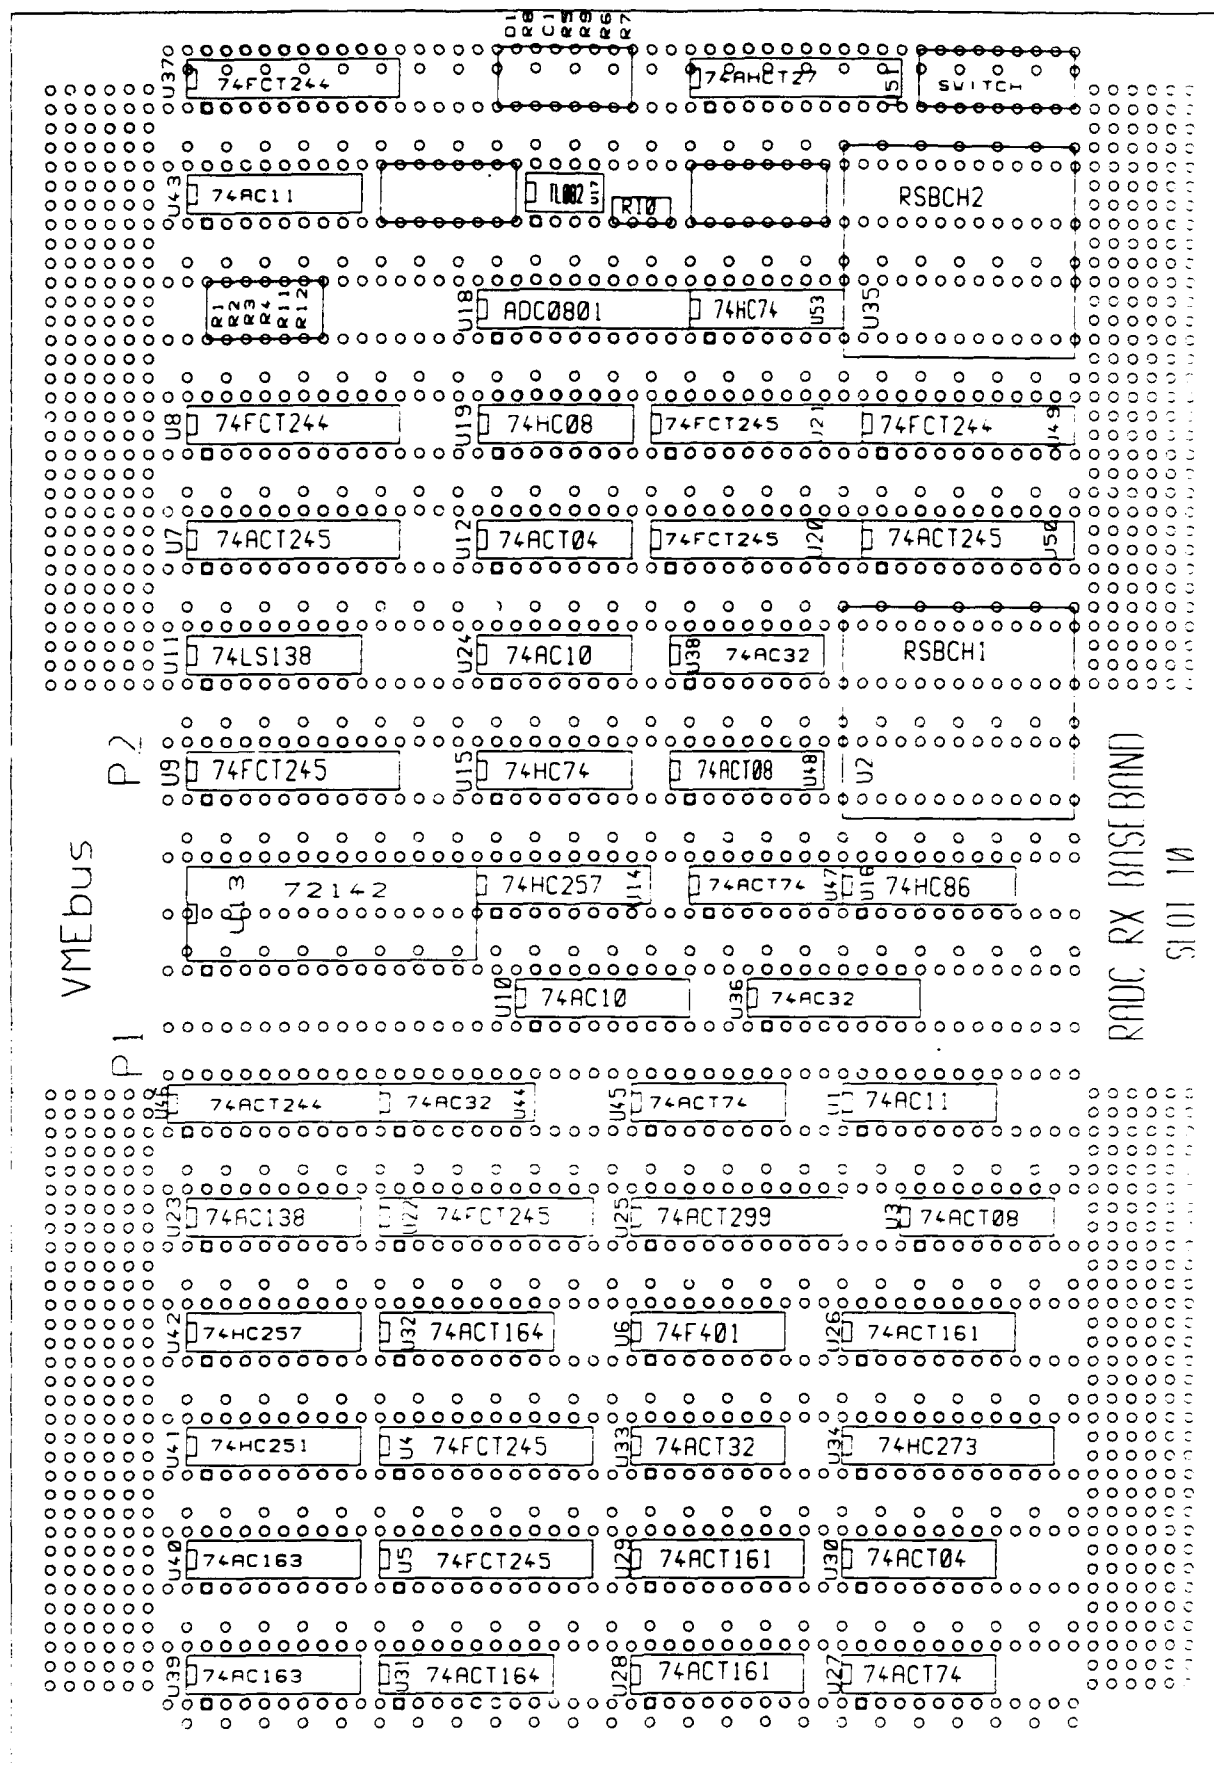 D1
R8
C1
R5
R9
R6
R7
U37 74FCT244
74AHCT27 U51
SWITCH
U43 74AC11
TL082 U17
R10
RSBCH2
R1
R2
R3
R4
R11
R12
U18 ADC0801
74HC74 U53
U35
U8 74FCT244
U19 74HC08
74FCT245 U21
74FCT244 U49
U7 74ACT245
U12 74ACT04
74FCT245 U20
74ACT245 U50
U11 74LS138
U24 74AC10
U38 74AC32
RSBCH1
P2
U9 74FCT245
U15 74HC74
74ACT08 U48
U2
VMEbus
U13 72142
74HC257 U14
74ACT74 U47
U16 74HC86
RADC RX BASEBAND
SLOT 10
U10 74AC10
U36 74AC32
P1
U46 74ACT244
74AC32 U44
U45 74ACT74
U1 74AC11
U23 74AC138
U22 74FCT245
U25 74ACT299
U3 74ACT08
U42 74HC257
U32 74ACT164
U6 74F401
U26 74ACT161
U41 74HC251
U4 74FCT245
U33 74ACT32
U34 74HC273
U40 74AC163
U5 74FCT245
U29 74ACT161
U30 74ACT04
U39 74AC163
U31 74ACT164
U28 74ACT161
U27 74ACT74